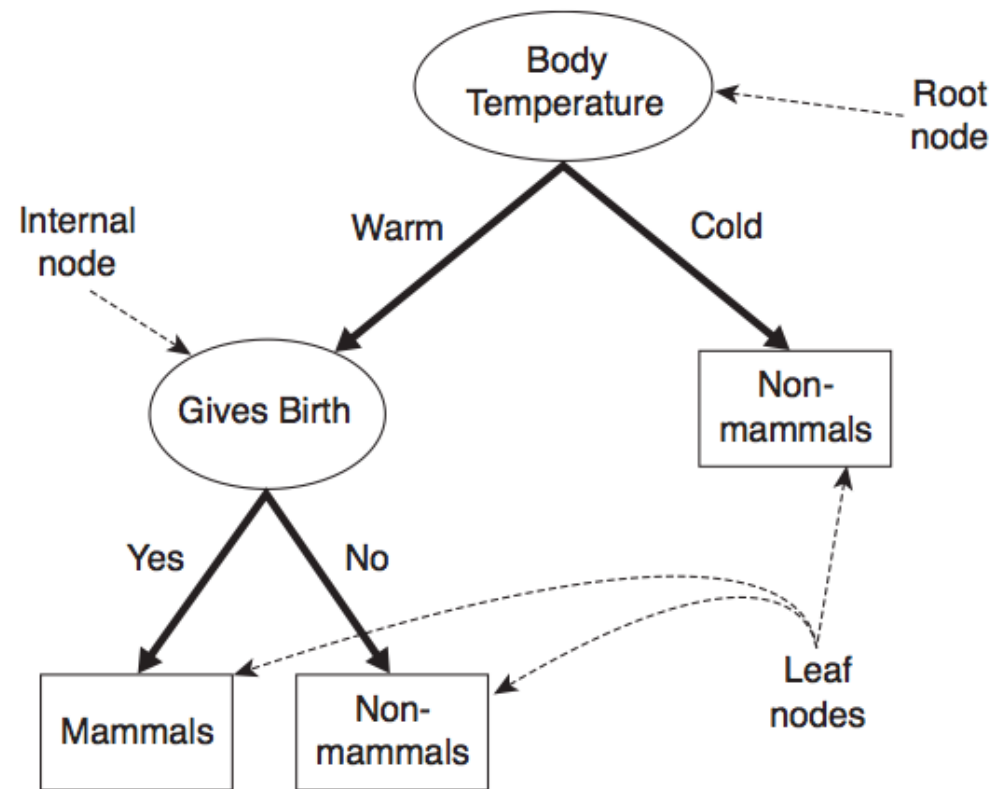 Body
Temperature
Root
node
Internal
node
Warm
Cold
Gives Birth
Non-
mammals
Yes
No
Mammals
Non-
mammals
Leaf
nodes